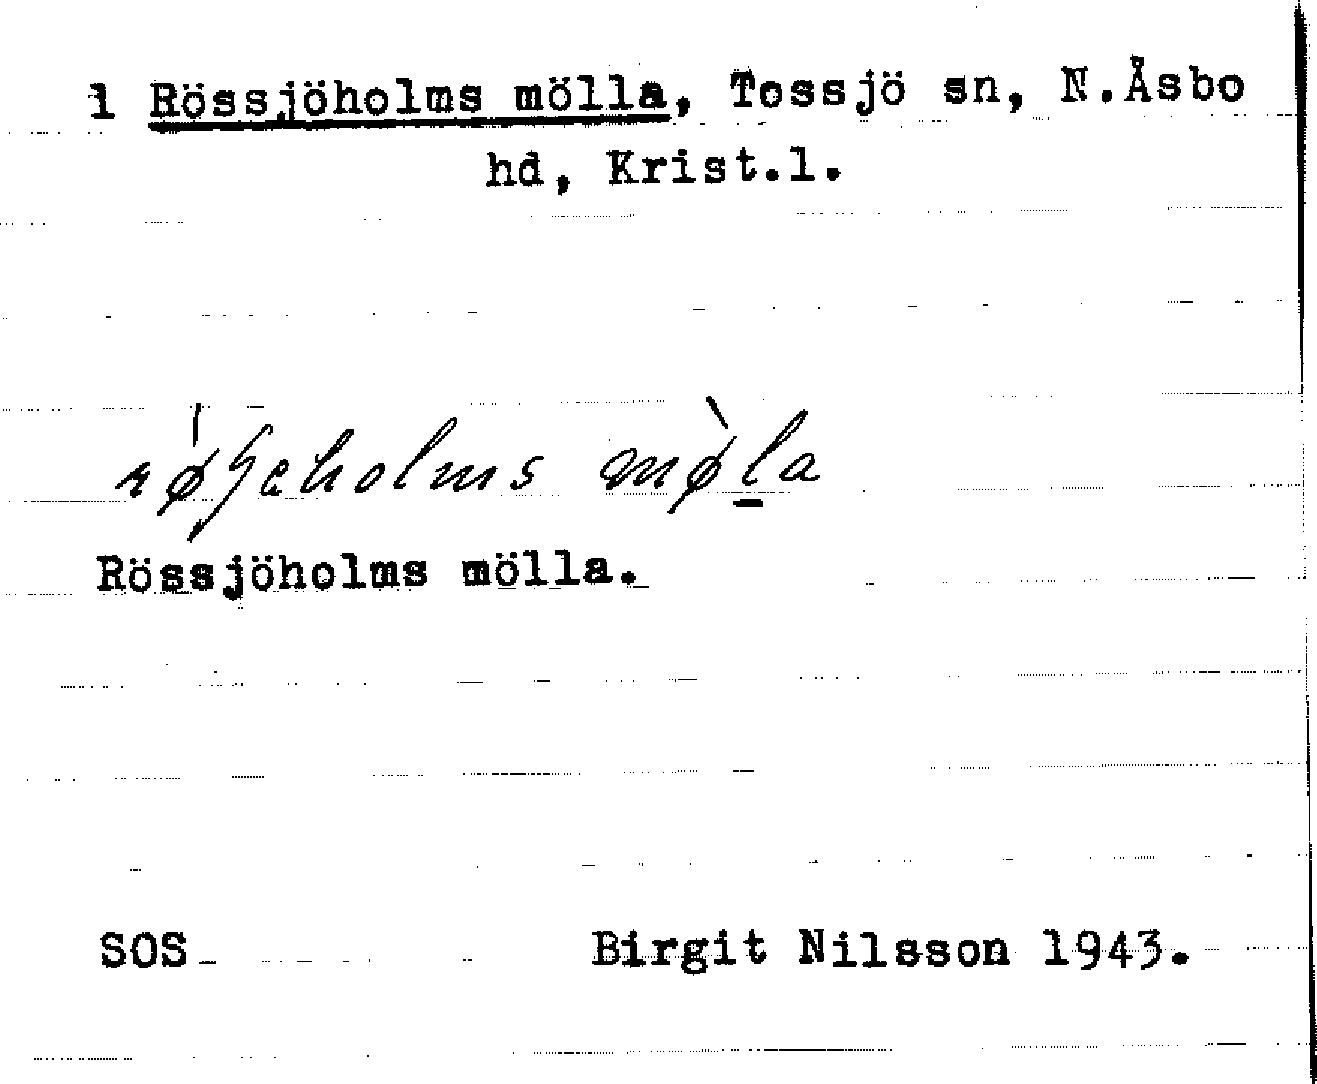 1 Rössjöholms mölla, Tossjö sn, N.Åsbo
hd, Krist.l.
Rössjöholms mölla.
SOS Birgit Nilsson 1943.